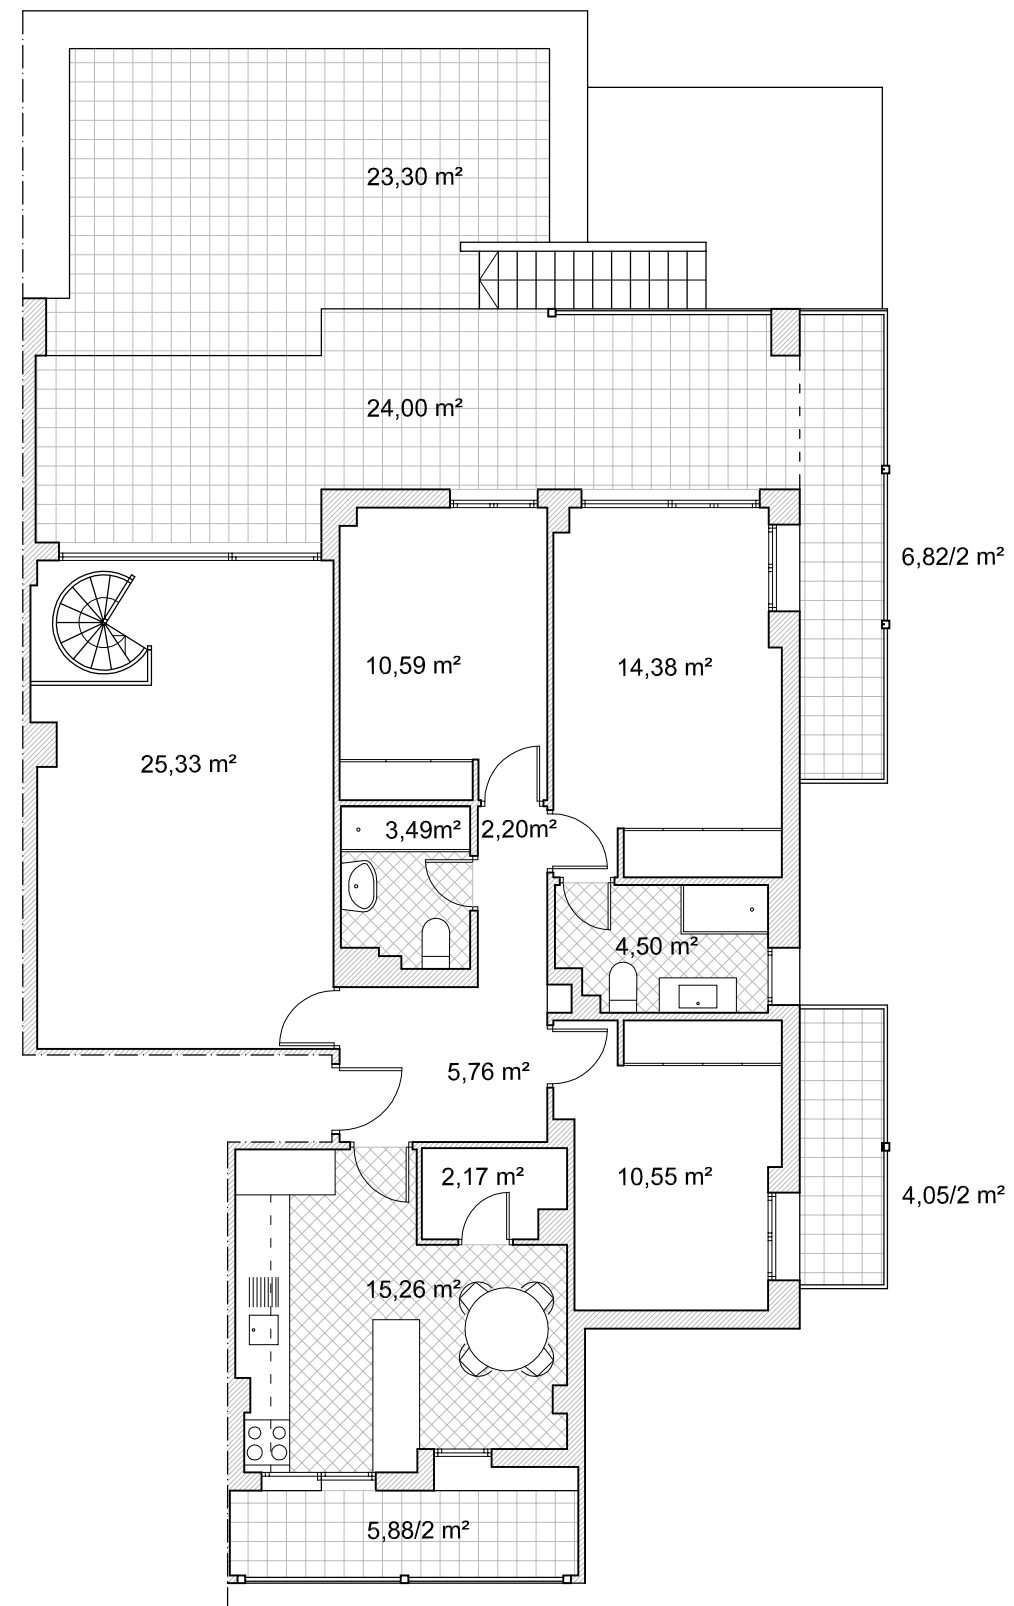 23,30 m²
24,00 m²
6,82/2 m²
10,59 m²
14,38 m²
25,33 m²
3,49m²
2,20m²
4,50 m²
5,76 m²
2,17 m²
10,55 m²
4,05/2 m²
15,26 m²
5,88/2 m²